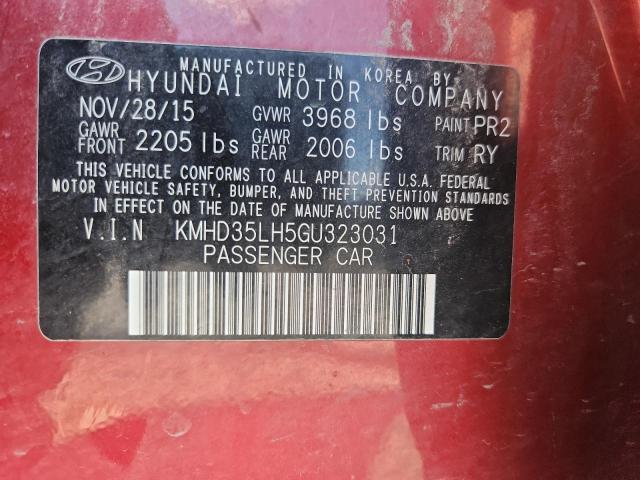 MANUFACTURED IN KOREA BY
HYUNDAI MOTOR COMPANY
NOV/28/15 GVWR 3968 lbs PAINT PR2
GAWR FRONT 2205 lbs GAWR REAR 2006 lbs TRIM RY
THIS VEHICLE CONFORMS TO ALL APPLICABLE U.S.A. FEDERAL
MOTOR VEHICLE SAFETY, BUMPER, AND THEFT PREVENTION STANDARDS
IN EFFECT ON THE DATE OF MANUFACTURE SHOWN ABOVE
V.I.N KMHD35LH5GU323031
PASSENGER CAR